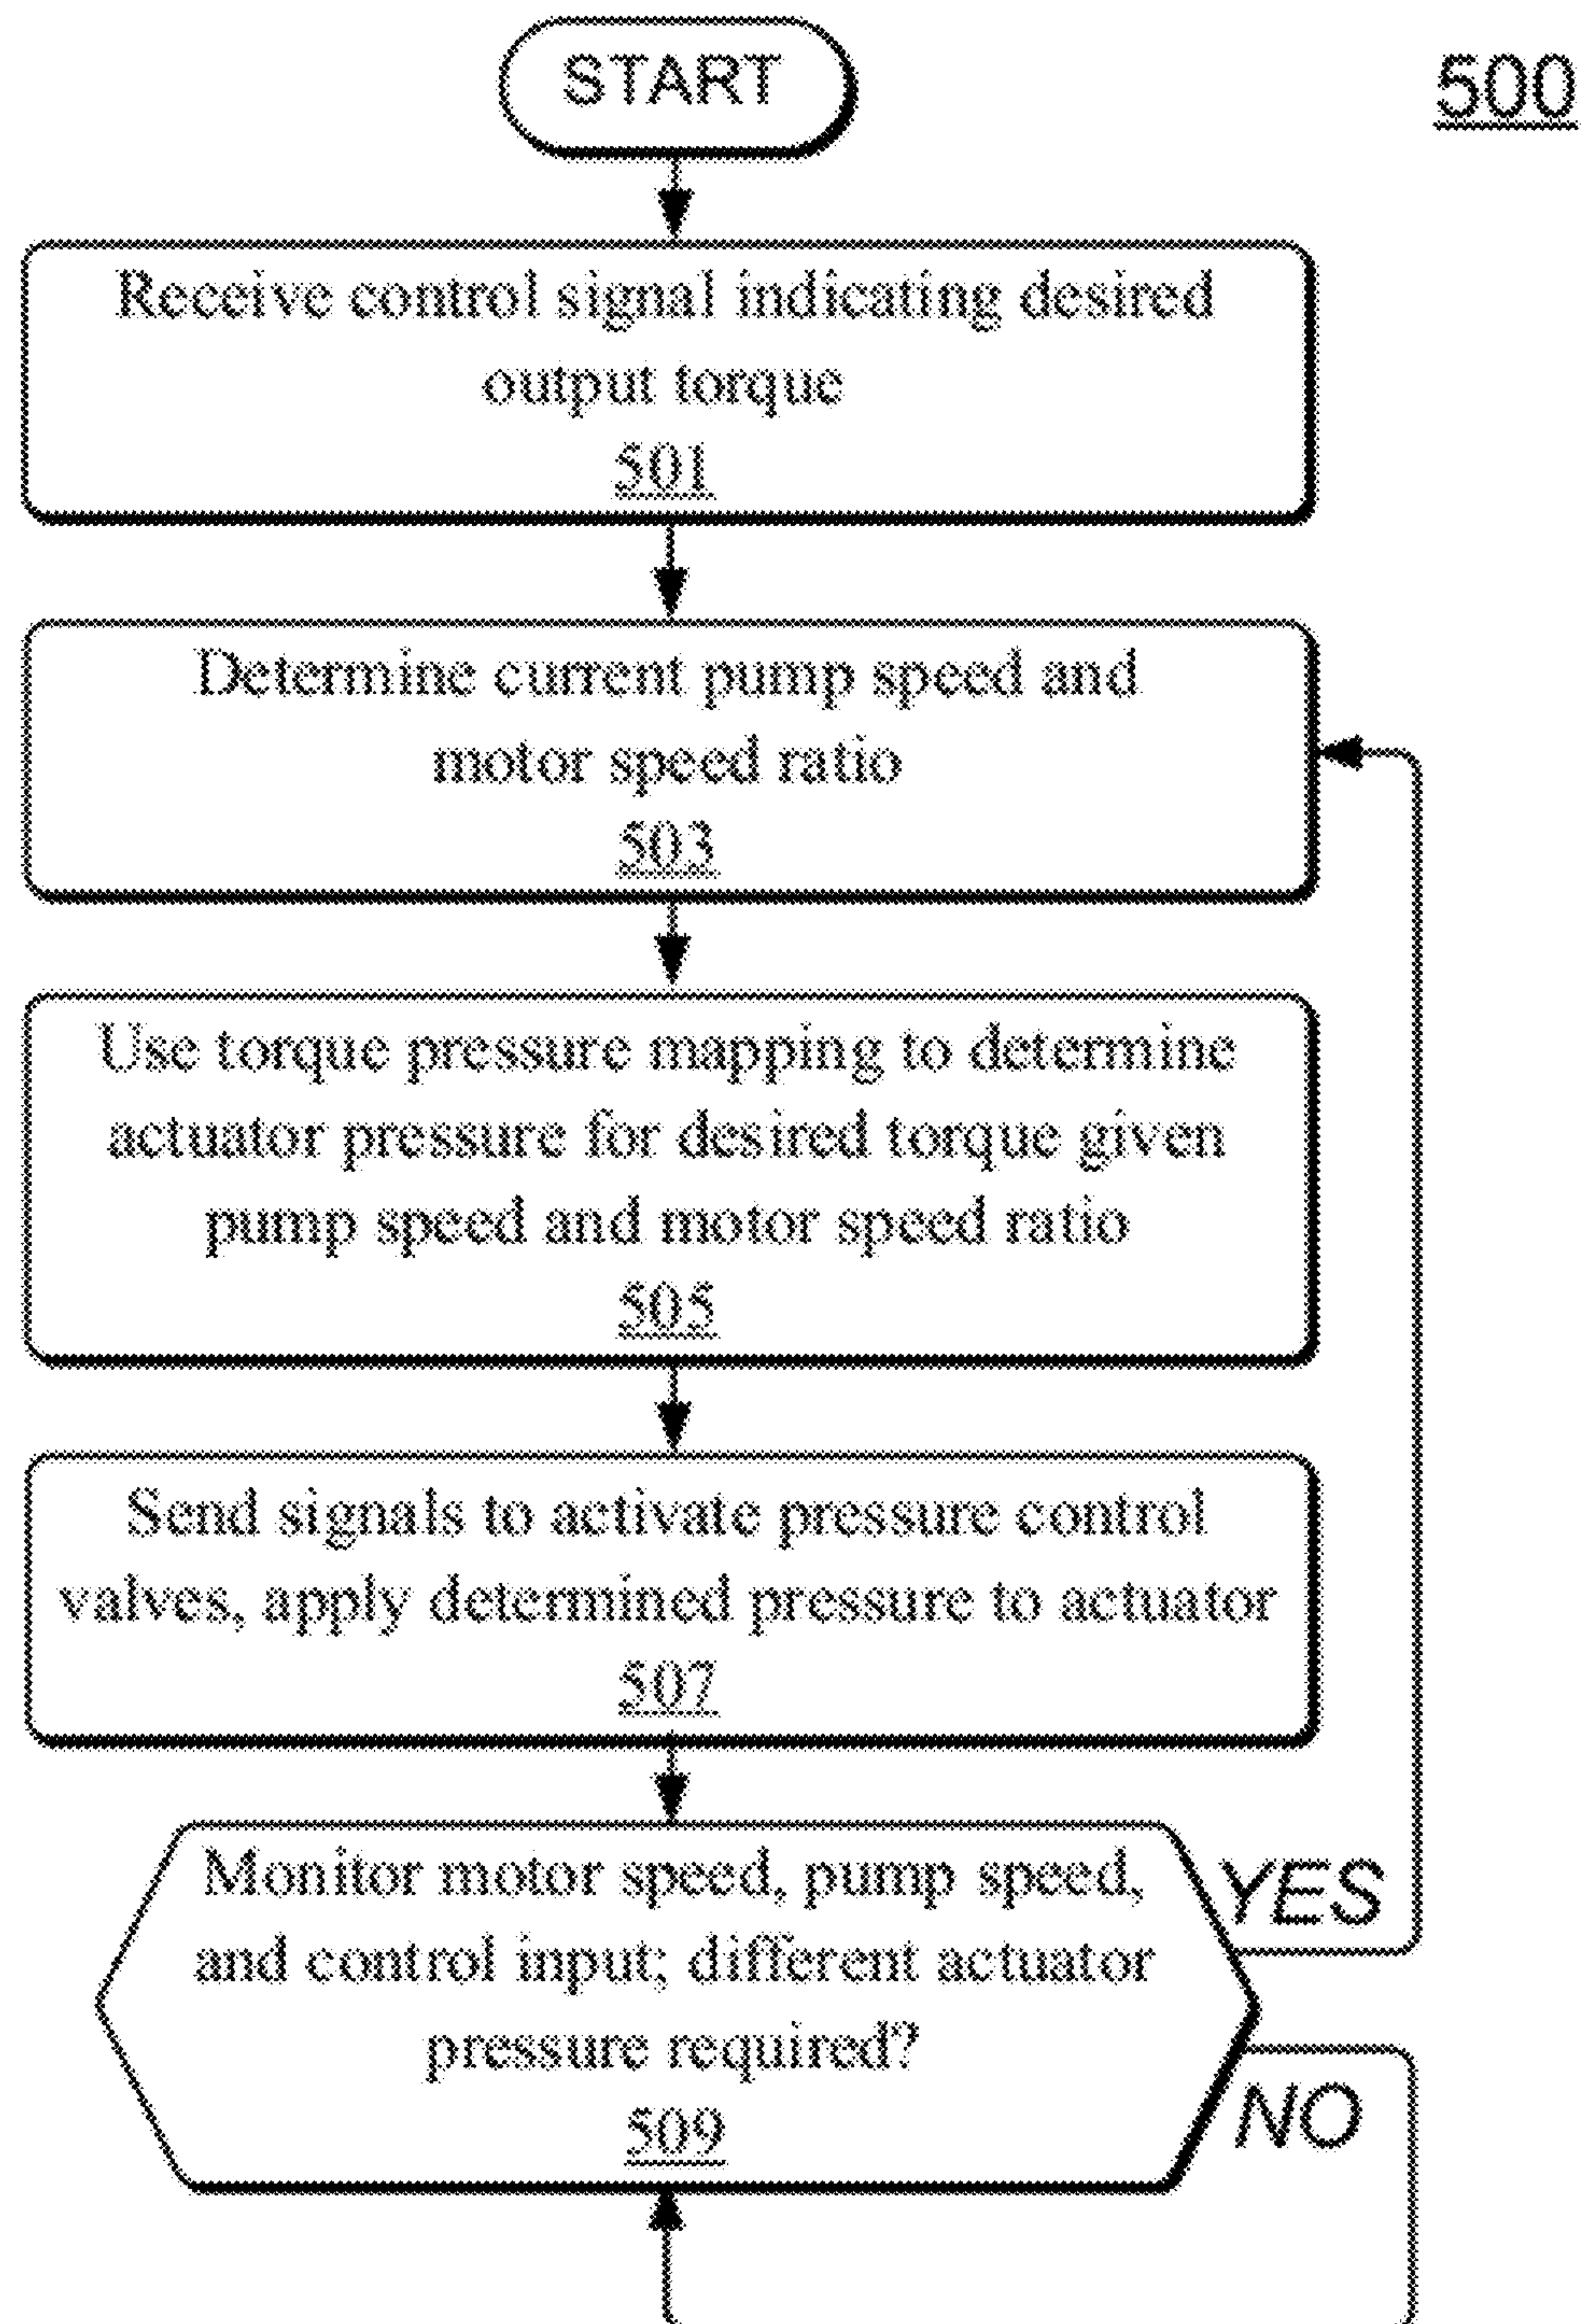 START
500
Receive control signal indicating desired
output torque
501
Determine current pump speed and
motor speed ratio
503
Use torque pressure mapping to determine
actuator pressure for desired torque given
pump speed and motor speed ratio
505
Send signals to activate pressure control
valves, apply determined pressure to actuator
507
Monitor motor speed, pump speed,
and control input; different actuator
pressure required?
509
YES
NO